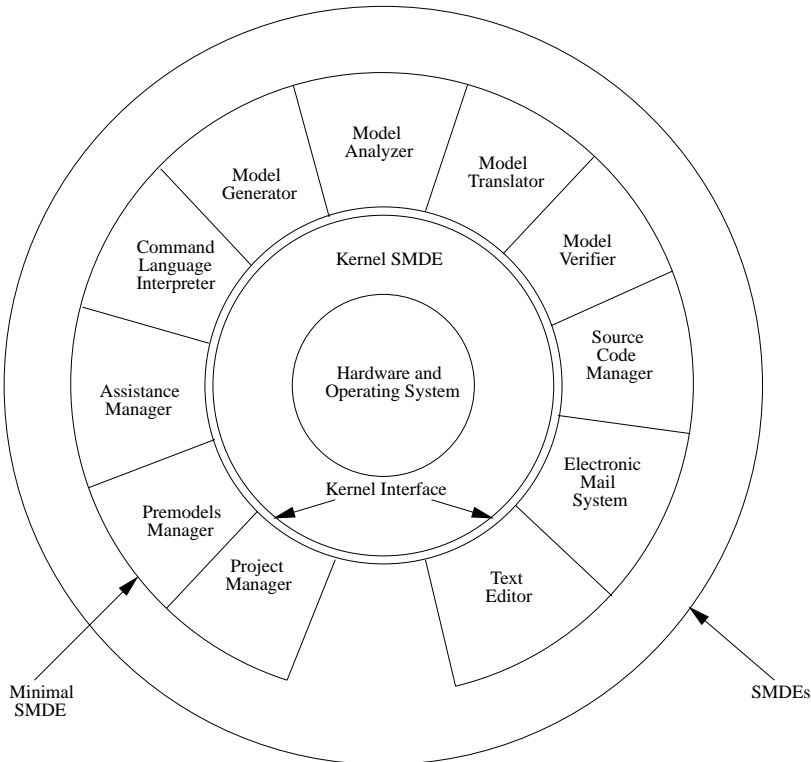 Model
Analyzer
Model
Generator
Model
Translator
Command
Language
Interpreter
Model
Verifier
Kernel SMDE
Source
Code
Manager
Hardware and
Operating System
Assistance
Manager
Electronic
Mail
System
Kernel Interface
Premodels
Manager
Project
Manager
Text
Editor
Minimal
SMDE
SMDEs